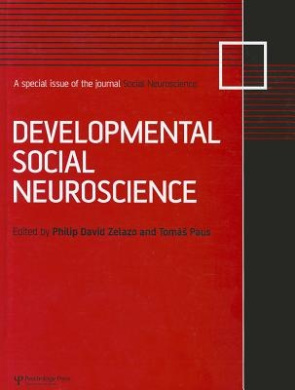 A special issue of the journal Social Neuroscience
DEVELOPMENTAL
SOCIAL
NEUROSCIENCE
Edited by Philip David Zelazo and Tomáš Paus
Psychology Press